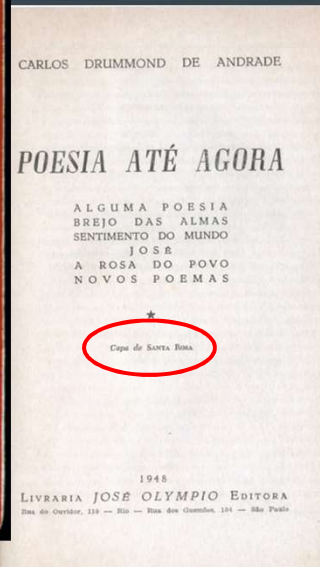 CARLOS DRUMMOND DE ANDRADE
POESIA ATÉ AGORA
ALGUMA POESIA
BREJO DAS ALMAS
SENTIMENTO DO MUNDO
JOSÉ
A ROSA DO POVO
NOVOS POEMAS
Capa de SANTA ROSA
1948
LIVRARIA JOSÉ OLYMPIO EDITORA
Rua do Ouvidor, 110 — Rio — Rua dos Gusmões, 104 — São Paulo